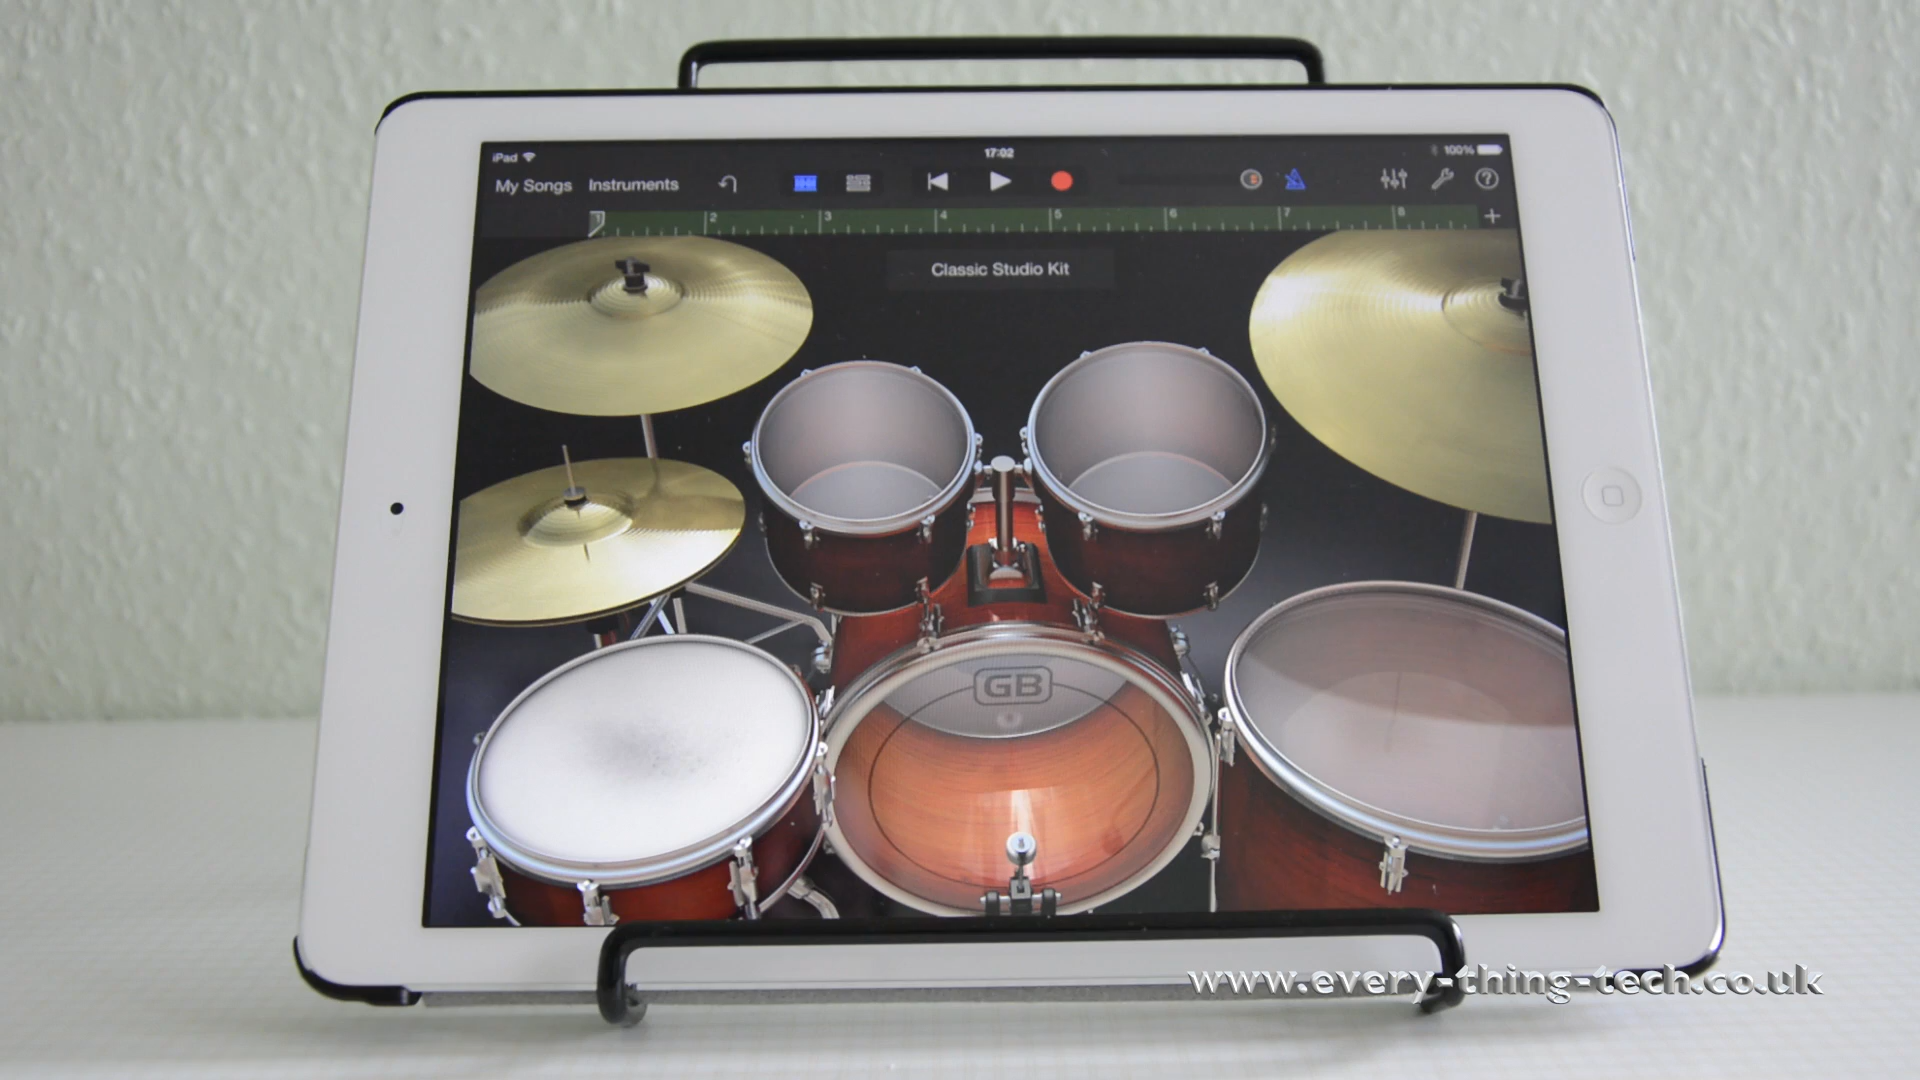 iPad 17:02 100%
My Songs Instruments
1 2 3 4 5 6 7 8 +
Classic Studio Kit
GB
www.every-thing-tech.co.uk